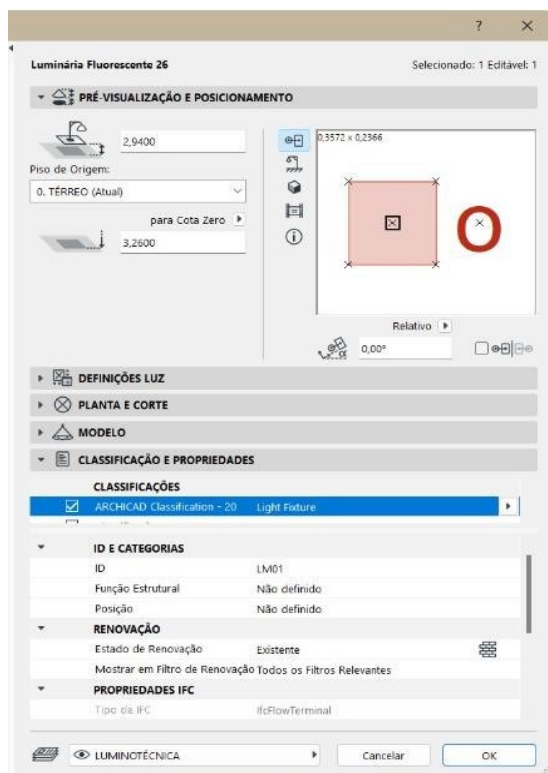 ?
Luminária Fluorescente 26 Selecionado: 1 Editável: 1
PRÉ-VISUALIZAÇÃO E POSICIONAMENTO
2,9400
0,3572 x 0,2366
Piso de Origem:
0. TÉRREO (Atual)
para Cota Zero
3,2600
O
Relativo
α 0,00°
DEFINIÇÕES LUZ
PLANTA E CORTE
MODELO
CLASSIFICAÇÃO E PROPRIEDADES
CLASSIFICAÇÕES
ARCHICAD Classification - 20 Light Fixture
ID E CATEGORIAS
ID LM01
Função Estrutural Não definido
Posição Não definido
RENOVAÇÃO
Estado de Renovação Existente
Mostrar em Filtro de Renovação Todos os Filtros Relevantes
PROPRIEDADES IFC
Tipo de IFC IfcFlowTerminal
LUMINOTÉCNICA Cancelar OK